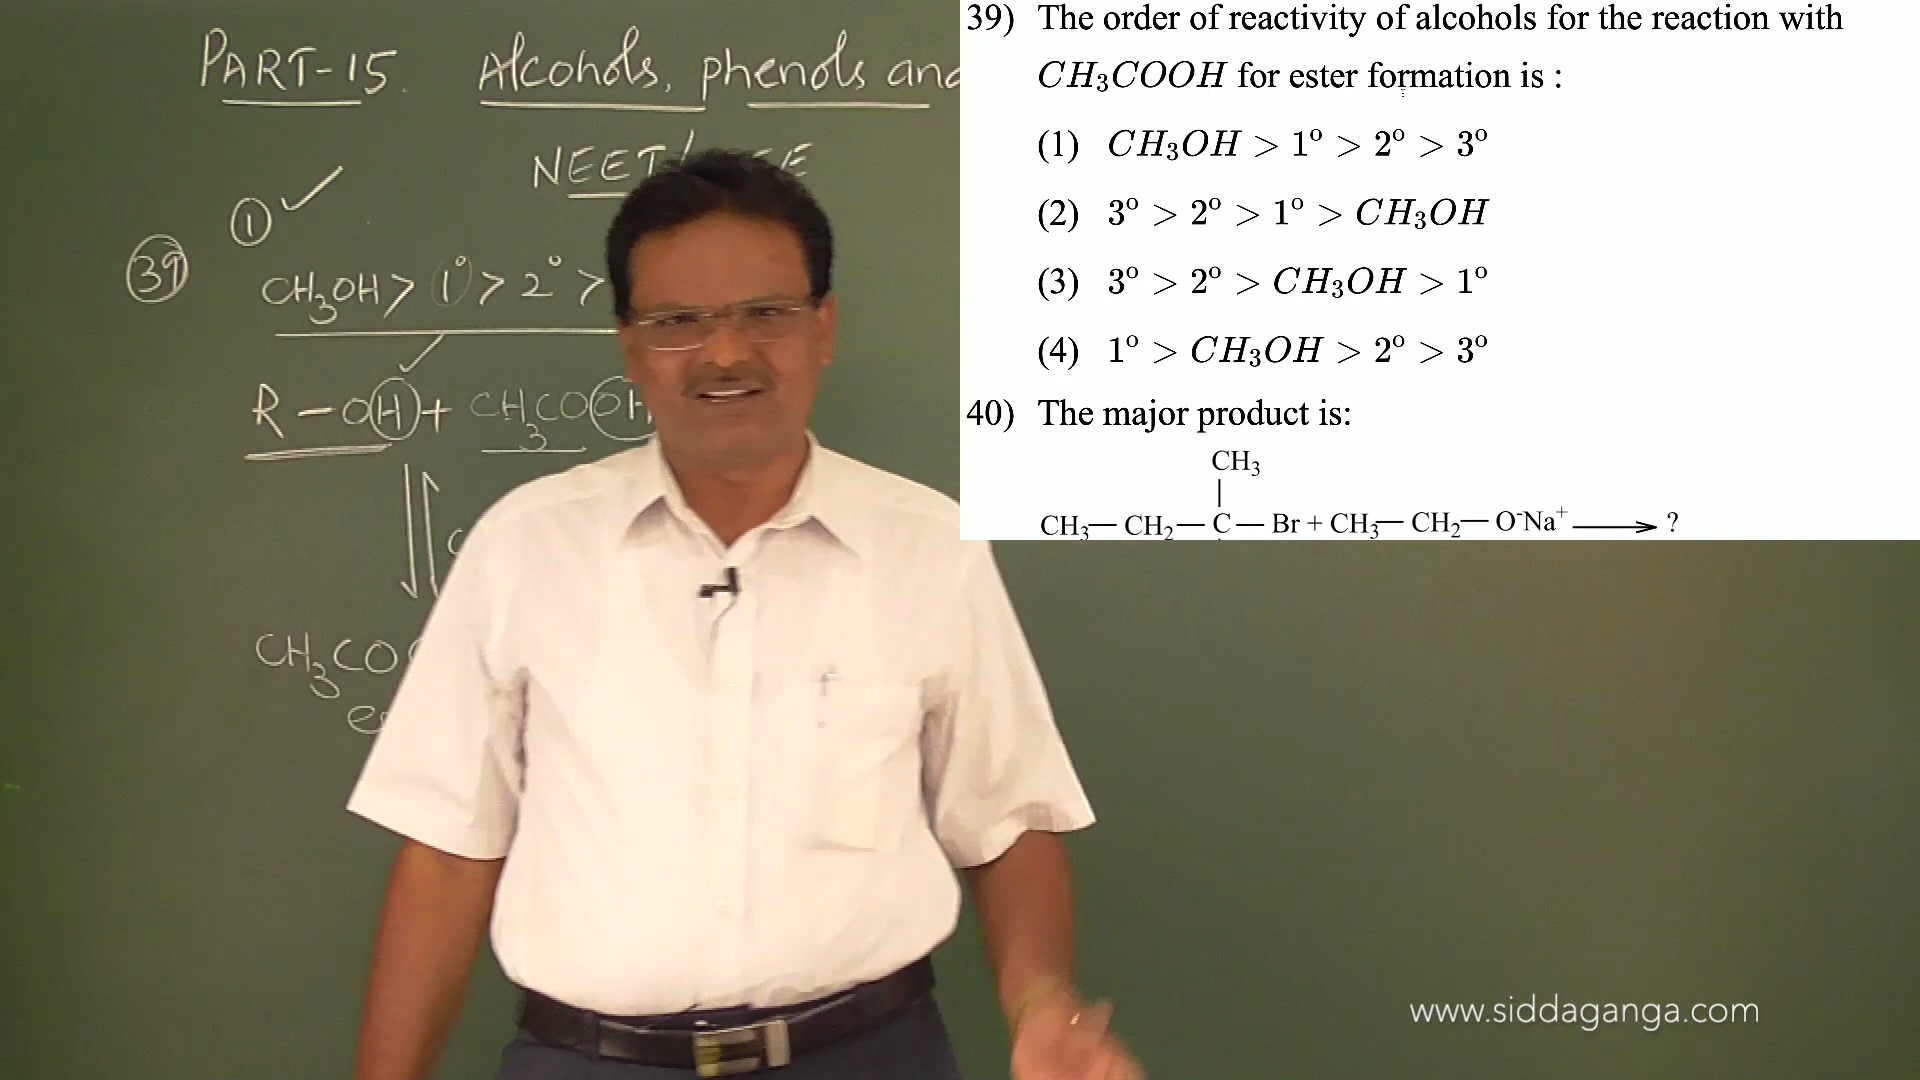 PART-15. Alcohols, phenols and
NEET/
① ✓
39 CH₃OH > 1° > 2° >
R – OH + CH₃COOH
CH₃CO
39) The order of reactivity of alcohols for the reaction with
CH₃COOH for ester formation is :
(1) CH₃OH > 1° > 2° > 3°
(2) 3° > 2° > 1° > CH₃OH
(3) 3° > 2° > CH₃OH > 1°
(4) 1° > CH₃OH > 2° > 3°
40) The major product is:
CH₃
|
CH₃— CH₂— C — Br + CH₃— CH₂— O⁻Na⁺ ⟶ ?
www.siddaganga.com